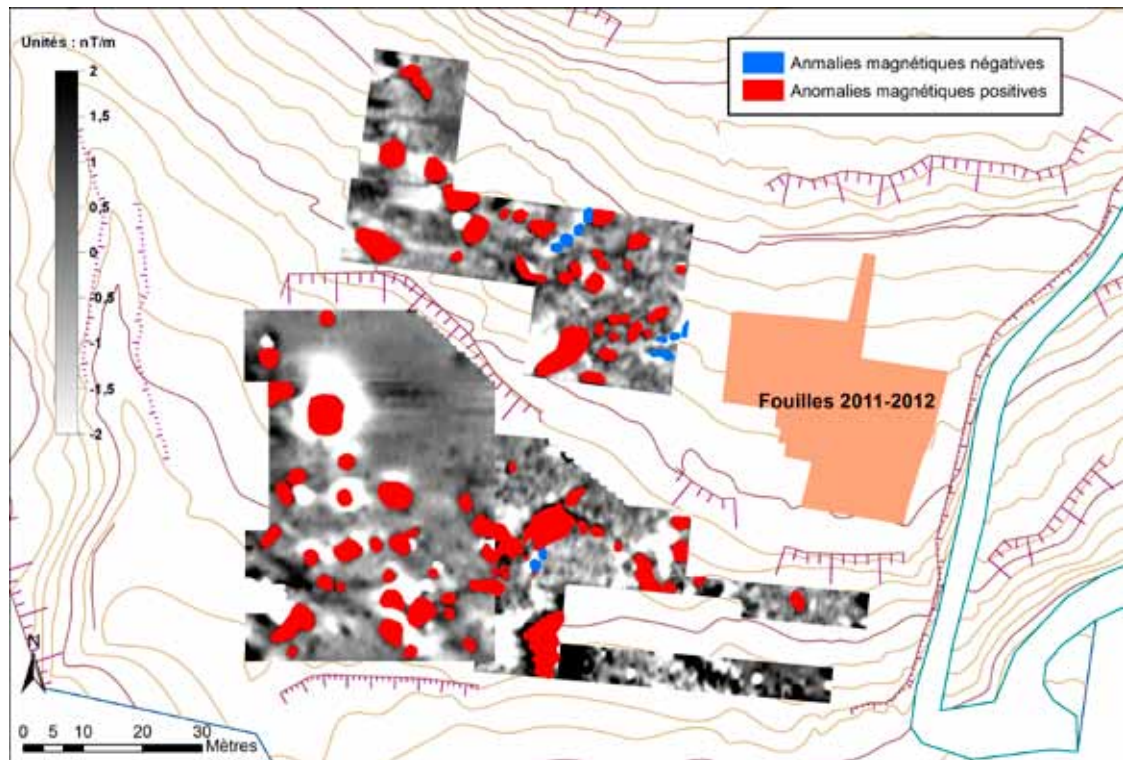 Unités : nT/m
2
1,5
1
0,5
0
-0,5
-1
-1,5
-2
Anmalies magnétiques négatives
Anomalies magnétiques positives
Fouilles 2011-2012
N
0 5 10 20 30
Mètres